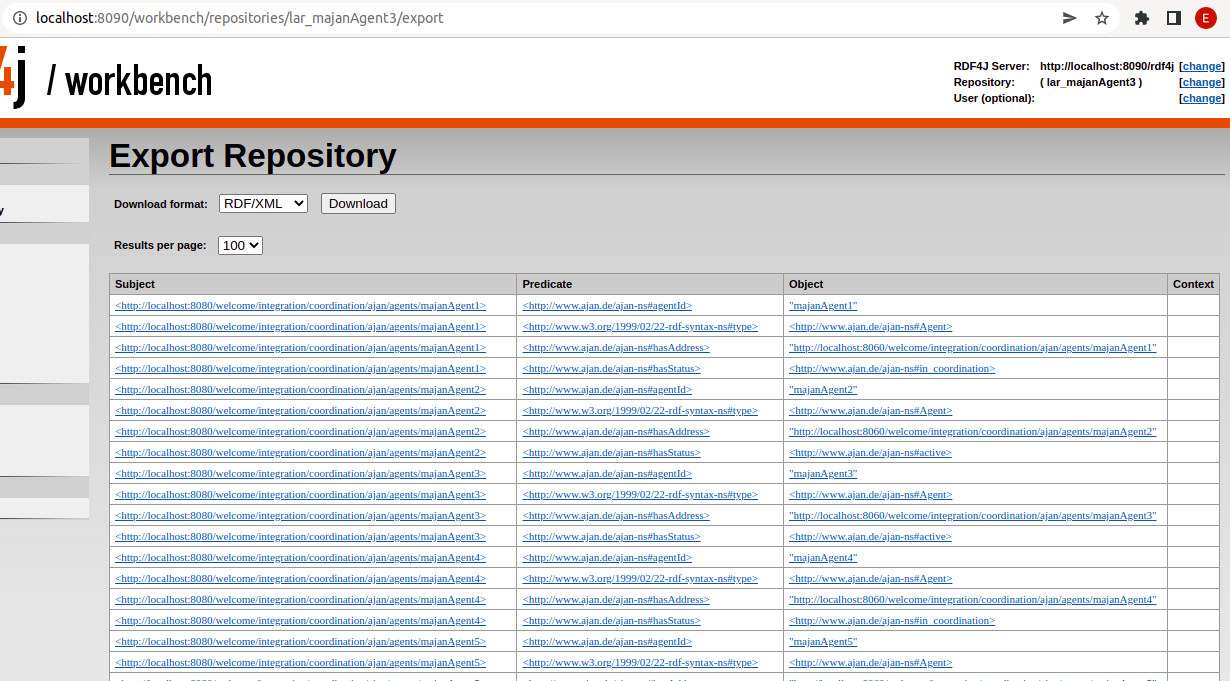 localhost:8090/workbench/repositories/lar_majanAgent3/export
E
4j / workbench
RDF4J Server: http://localhost:8090/rdf4j [change]
Repository: ( lar_majanAgent3 ) [change]
User (optional): [change]
Export Repository
Download format: RDF/XML Download
y
Results per page: 100
Subject Predicate Object Context
<http://localhost:8080/welcome/integration/coordination/ajan/agents/majanAgent1> <http://www.ajan.de/ajan-ns#agentId> "majanAgent1"
<http://localhost:8080/welcome/integration/coordination/ajan/agents/majanAgent1> <http://www.w3.org/1999/02/22-rdf-syntax-ns#type> <http://www.ajan.de/ajan-ns#Agent>
<http://localhost:8080/welcome/integration/coordination/ajan/agents/majanAgent1> <http://www.ajan.de/ajan-ns#hasAddress> "http://localhost:8060/welcome/integration/coordination/ajan/agents/majanAgent1"
<http://localhost:8080/welcome/integration/coordination/ajan/agents/majanAgent1> <http://www.ajan.de/ajan-ns#hasStatus> <http://www.ajan.de/ajan-ns#in_coordination>
<http://localhost:8080/welcome/integration/coordination/ajan/agents/majanAgent2> <http://www.ajan.de/ajan-ns#agentId> "majanAgent2"
<http://localhost:8080/welcome/integration/coordination/ajan/agents/majanAgent2> <http://www.w3.org/1999/02/22-rdf-syntax-ns#type> <http://www.ajan.de/ajan-ns#Agent>
<http://localhost:8080/welcome/integration/coordination/ajan/agents/majanAgent2> <http://www.ajan.de/ajan-ns#hasAddress> "http://localhost:8060/welcome/integration/coordination/ajan/agents/majanAgent2"
<http://localhost:8080/welcome/integration/coordination/ajan/agents/majanAgent2> <http://www.ajan.de/ajan-ns#hasStatus> <http://www.ajan.de/ajan-ns#active>
<http://localhost:8080/welcome/integration/coordination/ajan/agents/majanAgent3> <http://www.ajan.de/ajan-ns#agentId> "majanAgent3"
<http://localhost:8080/welcome/integration/coordination/ajan/agents/majanAgent3> <http://www.w3.org/1999/02/22-rdf-syntax-ns#type> <http://www.ajan.de/ajan-ns#Agent>
<http://localhost:8080/welcome/integration/coordination/ajan/agents/majanAgent3> <http://www.ajan.de/ajan-ns#hasAddress> "http://localhost:8060/welcome/integration/coordination/ajan/agents/majanAgent3"
<http://localhost:8080/welcome/integration/coordination/ajan/agents/majanAgent3> <http://www.ajan.de/ajan-ns#hasStatus> <http://www.ajan.de/ajan-ns#active>
<http://localhost:8080/welcome/integration/coordination/ajan/agents/majanAgent4> <http://www.ajan.de/ajan-ns#agentId> "majanAgent4"
<http://localhost:8080/welcome/integration/coordination/ajan/agents/majanAgent4> <http://www.w3.org/1999/02/22-rdf-syntax-ns#type> <http://www.ajan.de/ajan-ns#Agent>
<http://localhost:8080/welcome/integration/coordination/ajan/agents/majanAgent4> <http://www.ajan.de/ajan-ns#hasAddress> "http://localhost:8060/welcome/integration/coordination/ajan/agents/majanAgent4"
<http://localhost:8080/welcome/integration/coordination/ajan/agents/majanAgent4> <http://www.ajan.de/ajan-ns#hasStatus> <http://www.ajan.de/ajan-ns#in_coordination>
<http://localhost:8080/welcome/integration/coordination/ajan/agents/majanAgent5> <http://www.ajan.de/ajan-ns#agentId> "majanAgent5"
<http://localhost:8080/welcome/integration/coordination/ajan/agents/majanAgent5> <http://www.w3.org/1999/02/22-rdf-syntax-ns#type> <http://www.ajan.de/ajan-ns#Agent>